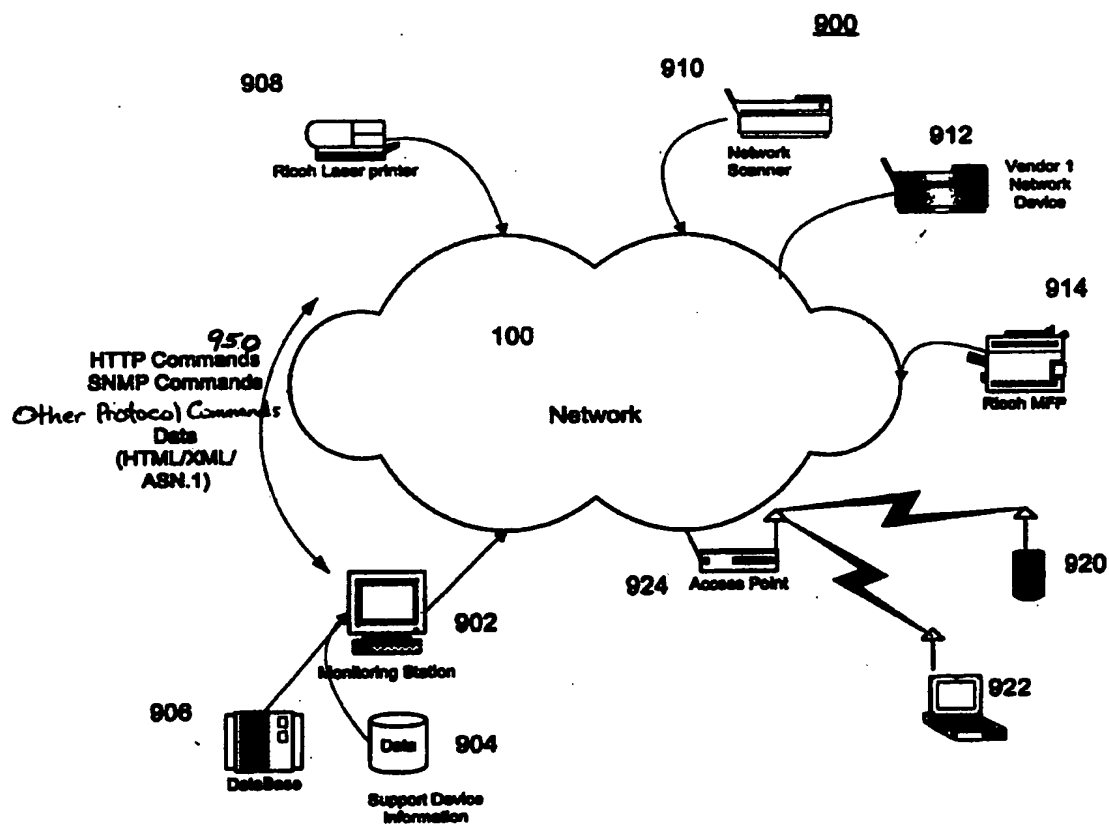 900
908
Ricoh Laser printer
910
Network
Scanner
912
Vendor 1
Network
Device
914
Ricoh MFP
100
Network
950
HTTP Commands
SNMP Commands
Other Protocol Commands
Data
(HTML/XML/
ASN.1)
924
Access Point
920
922
902
Monitoring Station
906
DataBase
Data
904
Support Device
Information